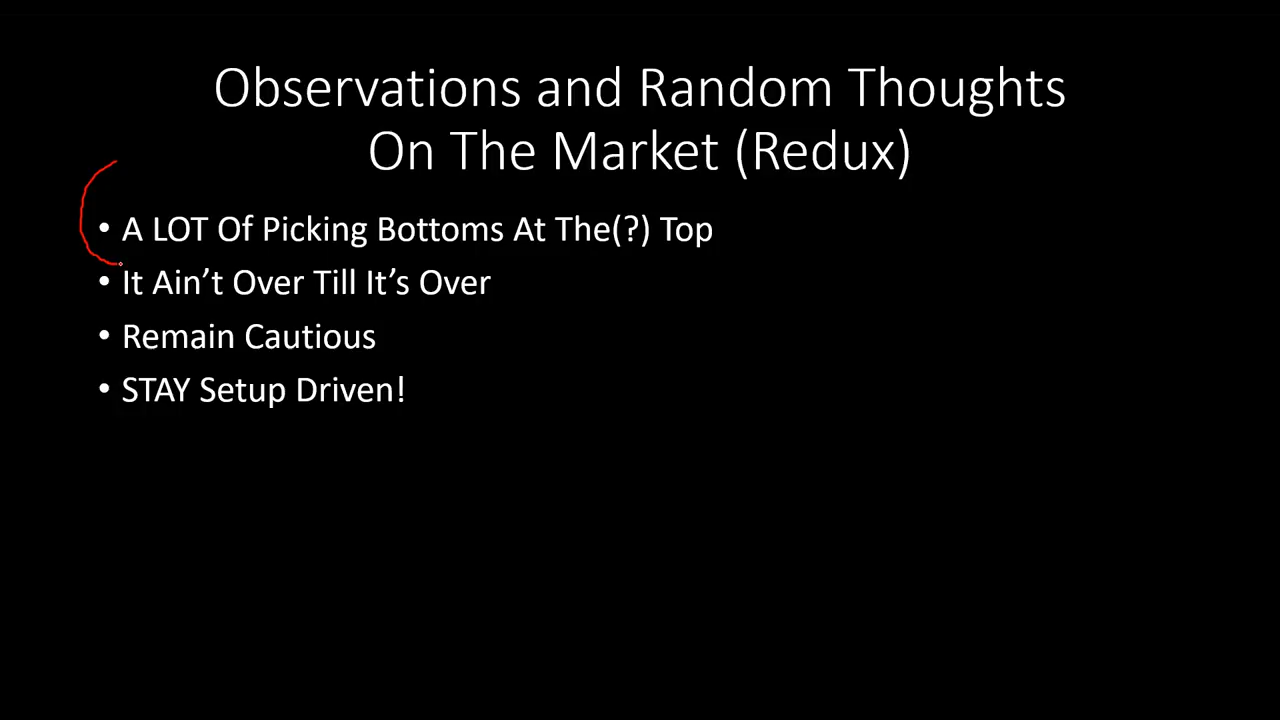 Observations and Random Thoughts
On The Market (Redux)
• A LOT Of Picking Bottoms At The(?) Top
• It Ain’t Over Till It’s Over
• Remain Cautious
• STAY Setup Driven!